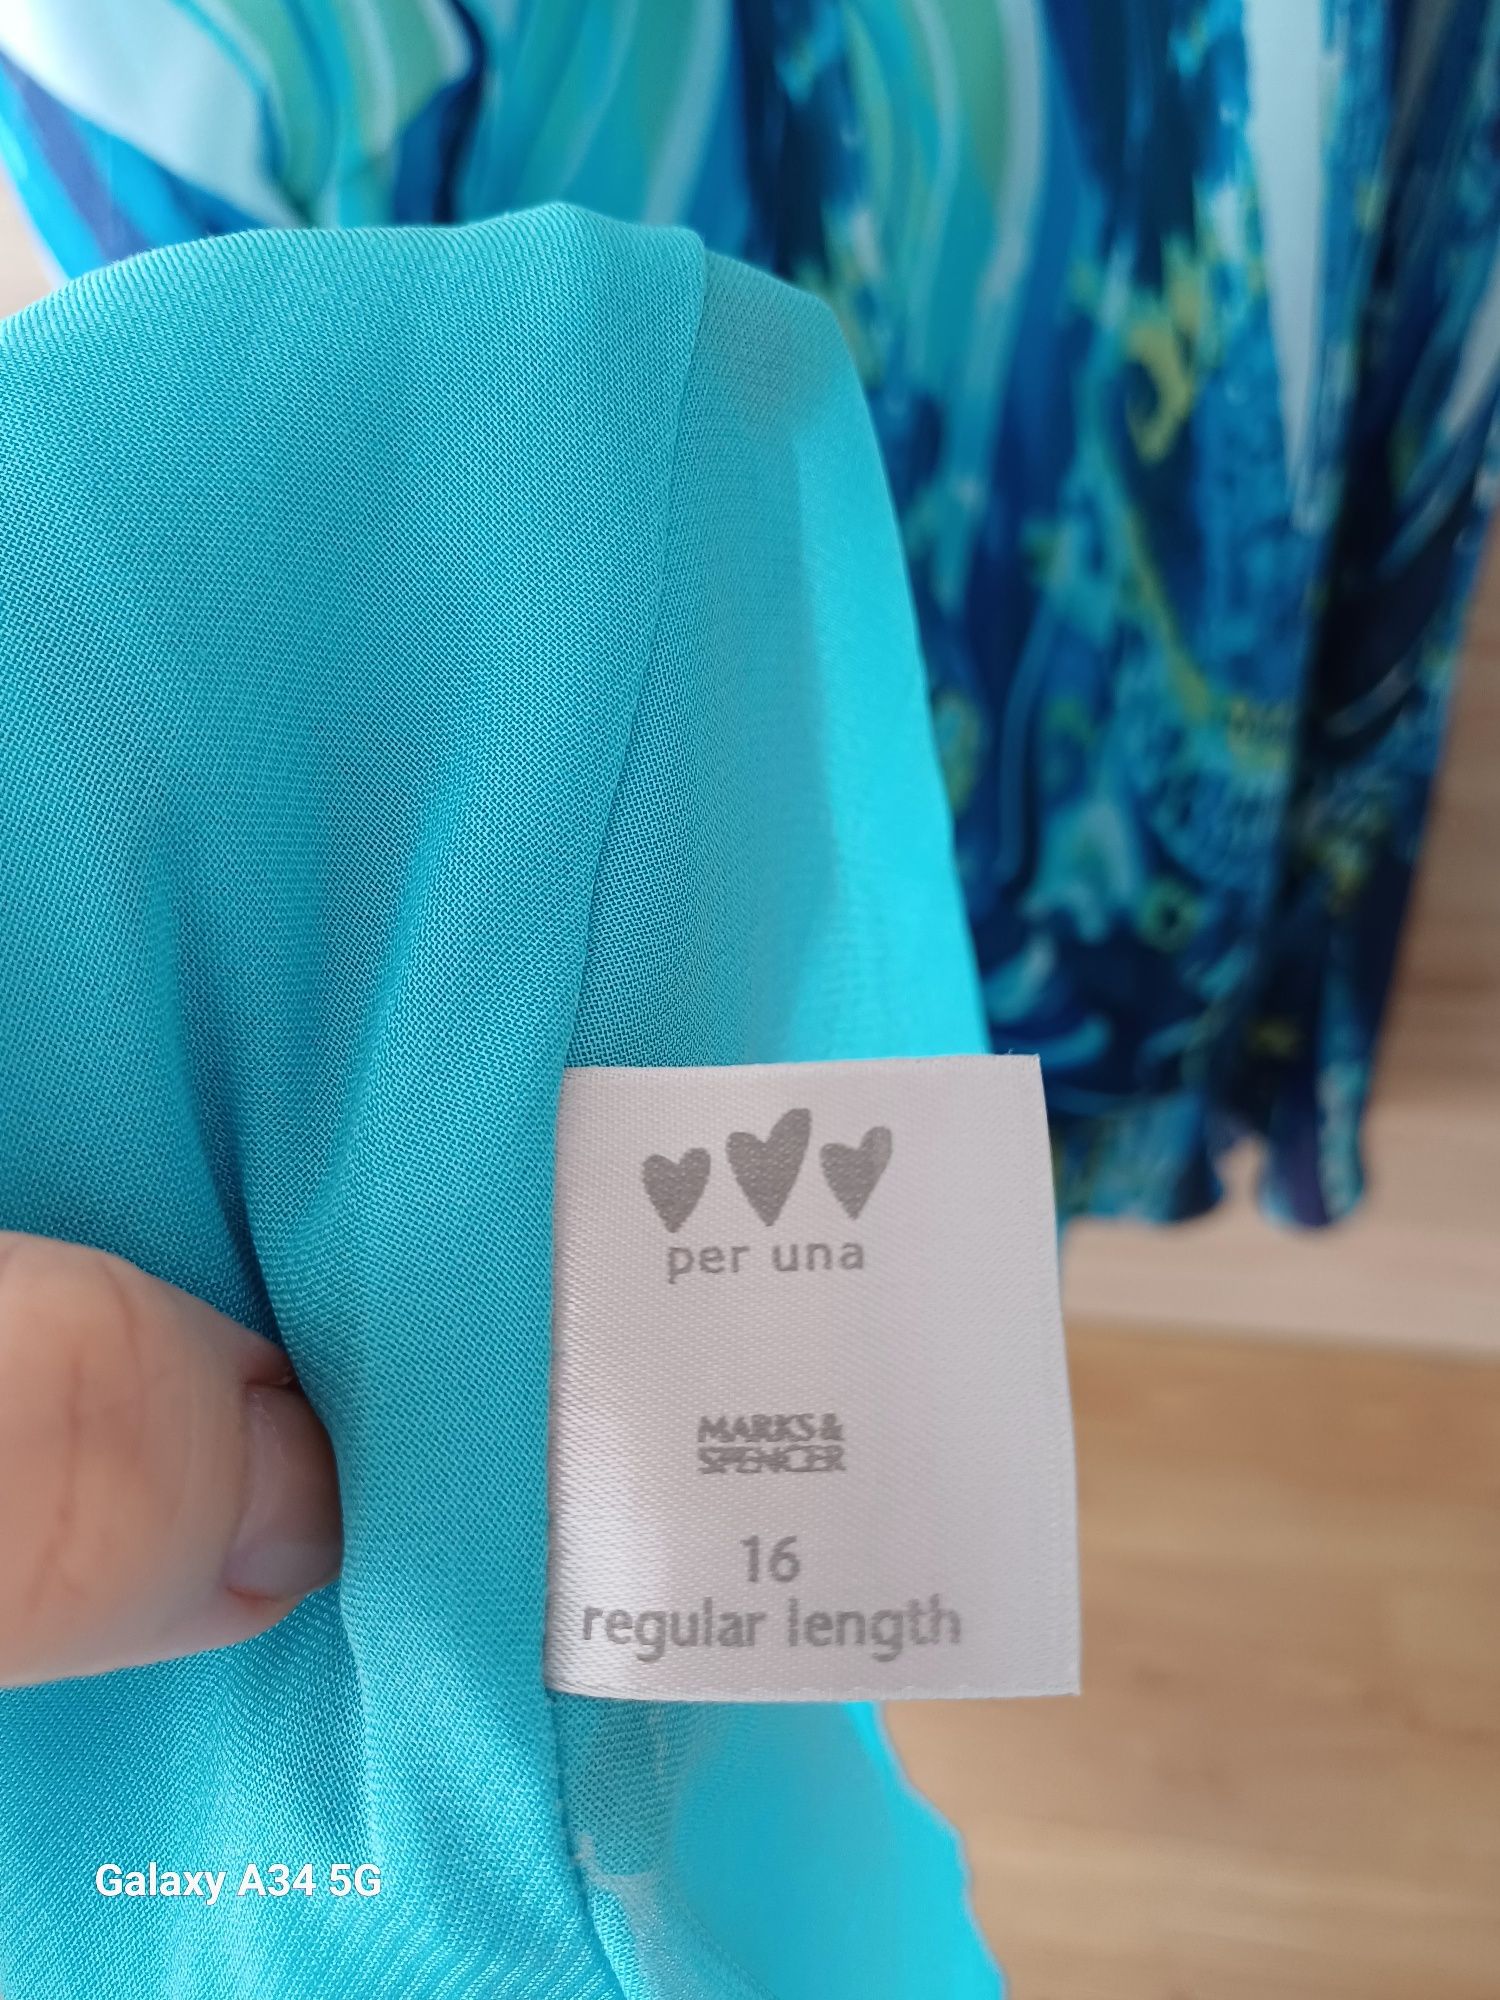 per una
MARKS &
SPENCER
16
regular length
Galaxy A34 5G